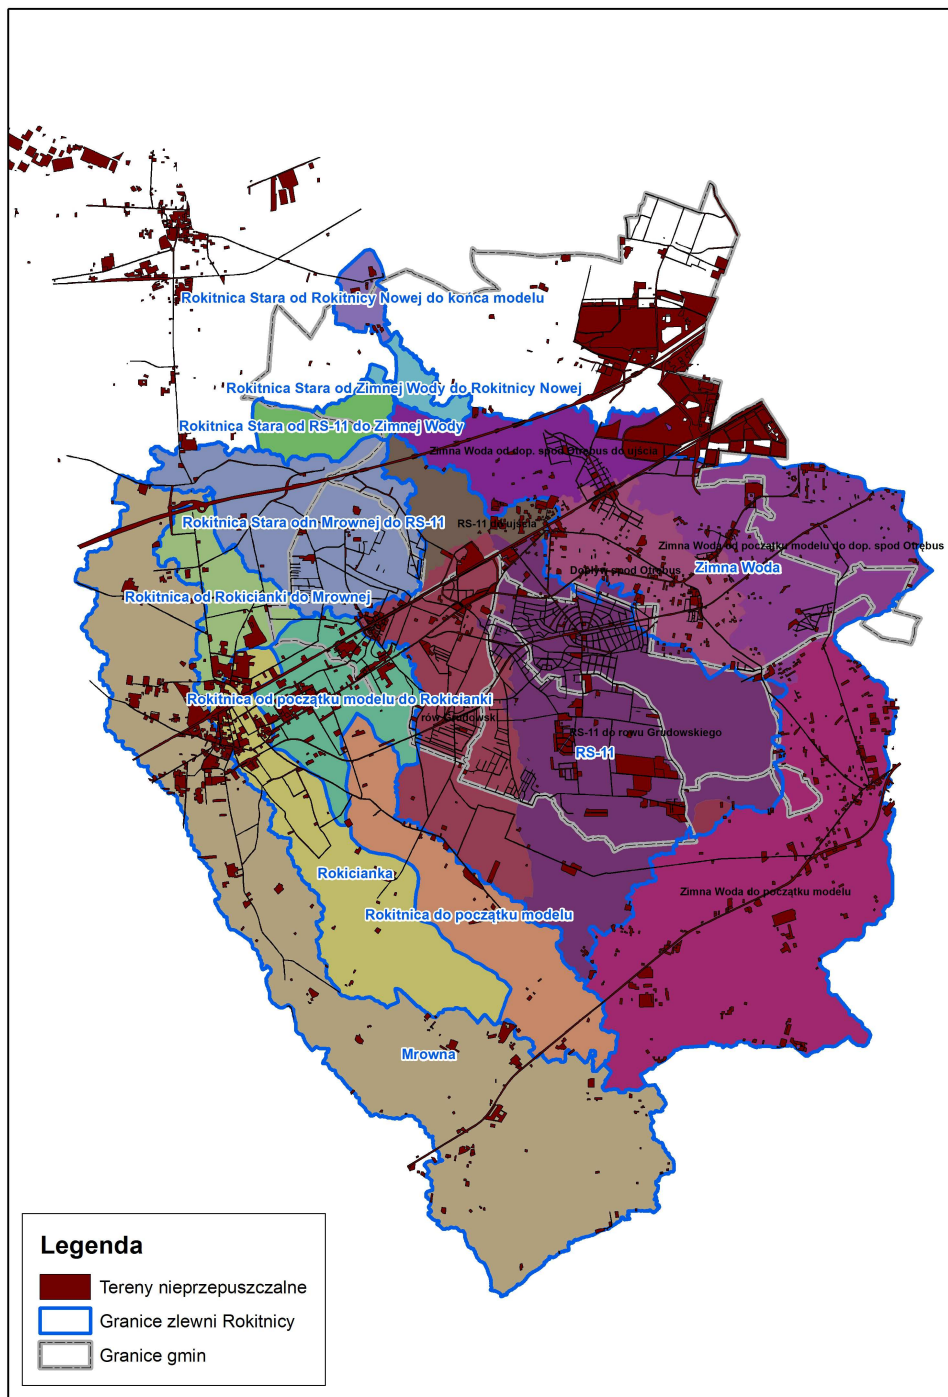 Rokitnica Stara od Rokitnicy Nowej do końca modelu
Rokitnica Stara od Zimnej Wody do Rokitnicy Nowej
Rokitnica Stara od RS-11 do Zimnej Wody
Zimna Woda od dop. spod Otrębus do ujścia
Rokitnica Stara odn Mrownej do RS-11
RS-11 do ujścia
Zimna Woda od początku modelu do dop. spod Otrębus
Dopływ spod Otrębus
Zimna Woda
Rokitnica od Rokicianki do Mrownej
Rokitnica od początku modelu do Rokicianki
rów Grudowski
RS-11 do rowu Grudowskiego
RS-11
Rokicianka
Zimna Woda do początku modelu
Rokitnica do początku modelu
Mrowna
Legenda
Tereny nieprzepuszczalne
Granice zlewni Rokitnicy
Granice gmin